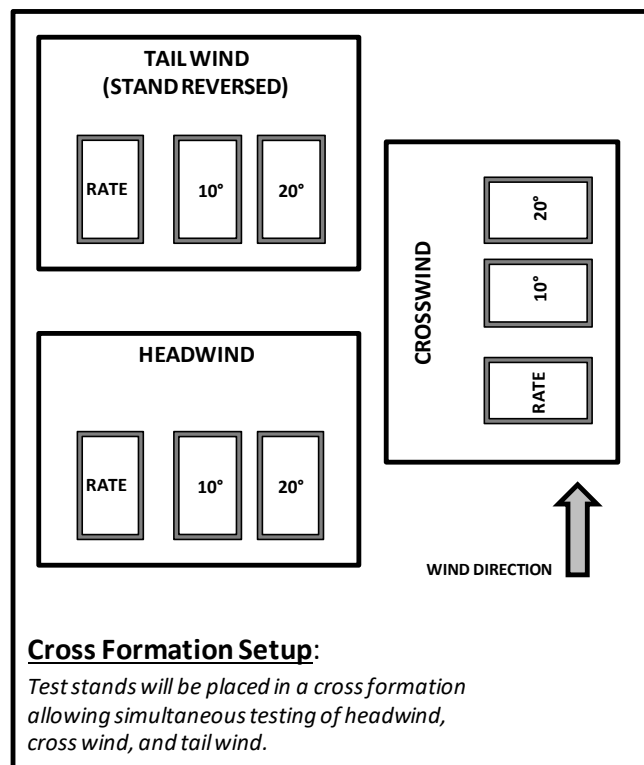 TAIL WIND
(STAND REVERSED)
RATE
10°
20°
HEADWIND
RATE
10°
20°
CROSSWIND
20°
10°
RATE
WIND DIRECTION
Cross Formation Setup:
Test stands will be placed in a cross formation
allowing simultaneous testing of headwind,
cross wind, and tail wind.